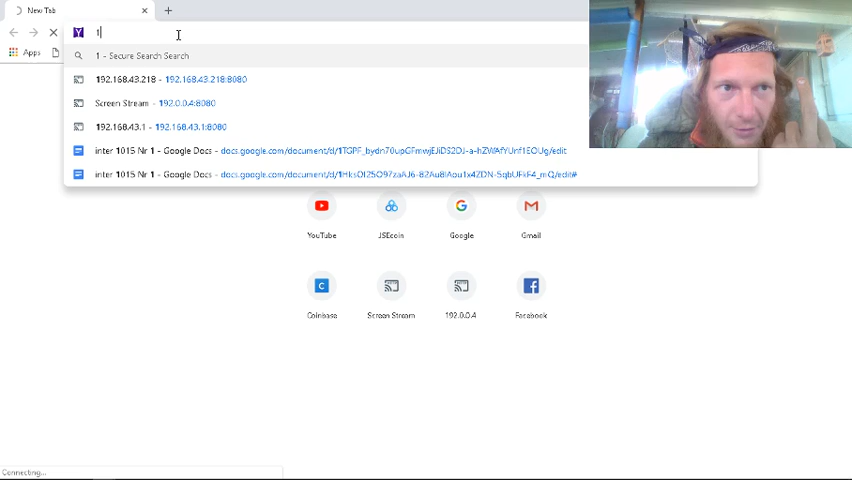 New Tab
1
1 - Secure Search Search
192.168.43.218 - 192.168.43.218:8080
Screen Stream - 192.0.0.4:8080
192.168.43.1 - 192.168.43.1:8080
inter 1015 Nr 1 - Google Docs -
inter 1015 Nr 1 - Google Docs -
Apps
YouTube JSEcoin Google Gmail
Coinbase Screen Stream 192.0.0.4 Facebook
Connecting...